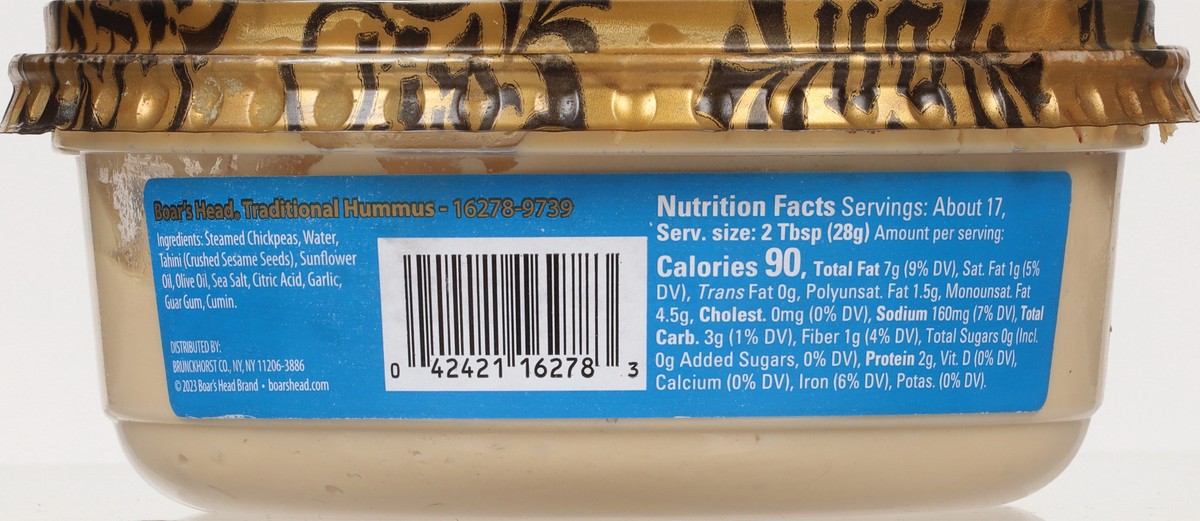 Boar's Head® Traditional Hummus - 16278-9739
Ingredients: Steamed Chickpeas, Water,
Tahini (Crushed Sesame Seeds), Sunflower
Oil, Olive Oil, Sea Salt, Citric Acid, Garlic,
Guar Gum, Cumin.
DISTRIBUTED BY:
BRUNCKHORST CO., NY, NY 11206-3886
© 2023 Boar's Head Brand • boarshead.com
0 42421 16278 3
Nutrition Facts Servings: About 17,
Serv. size: 2 Tbsp (28g) Amount per serving:
Calories 90, Total Fat 7g (9% DV), Sat. Fat 1g (5%
DV), Trans Fat 0g, Polyunsat. Fat 1.5g, Monounsat. Fat
4.5g, Cholest. 0mg (0% DV), Sodium 160mg (7% DV), Total
Carb. 3g (1% DV), Fiber 1g (4% DV), Total Sugars 0g (Incl.
0g Added Sugars, 0% DV), Protein 2g, Vit. D (0% DV),
Calcium (0% DV), Iron (6% DV), Potas. (0% DV).